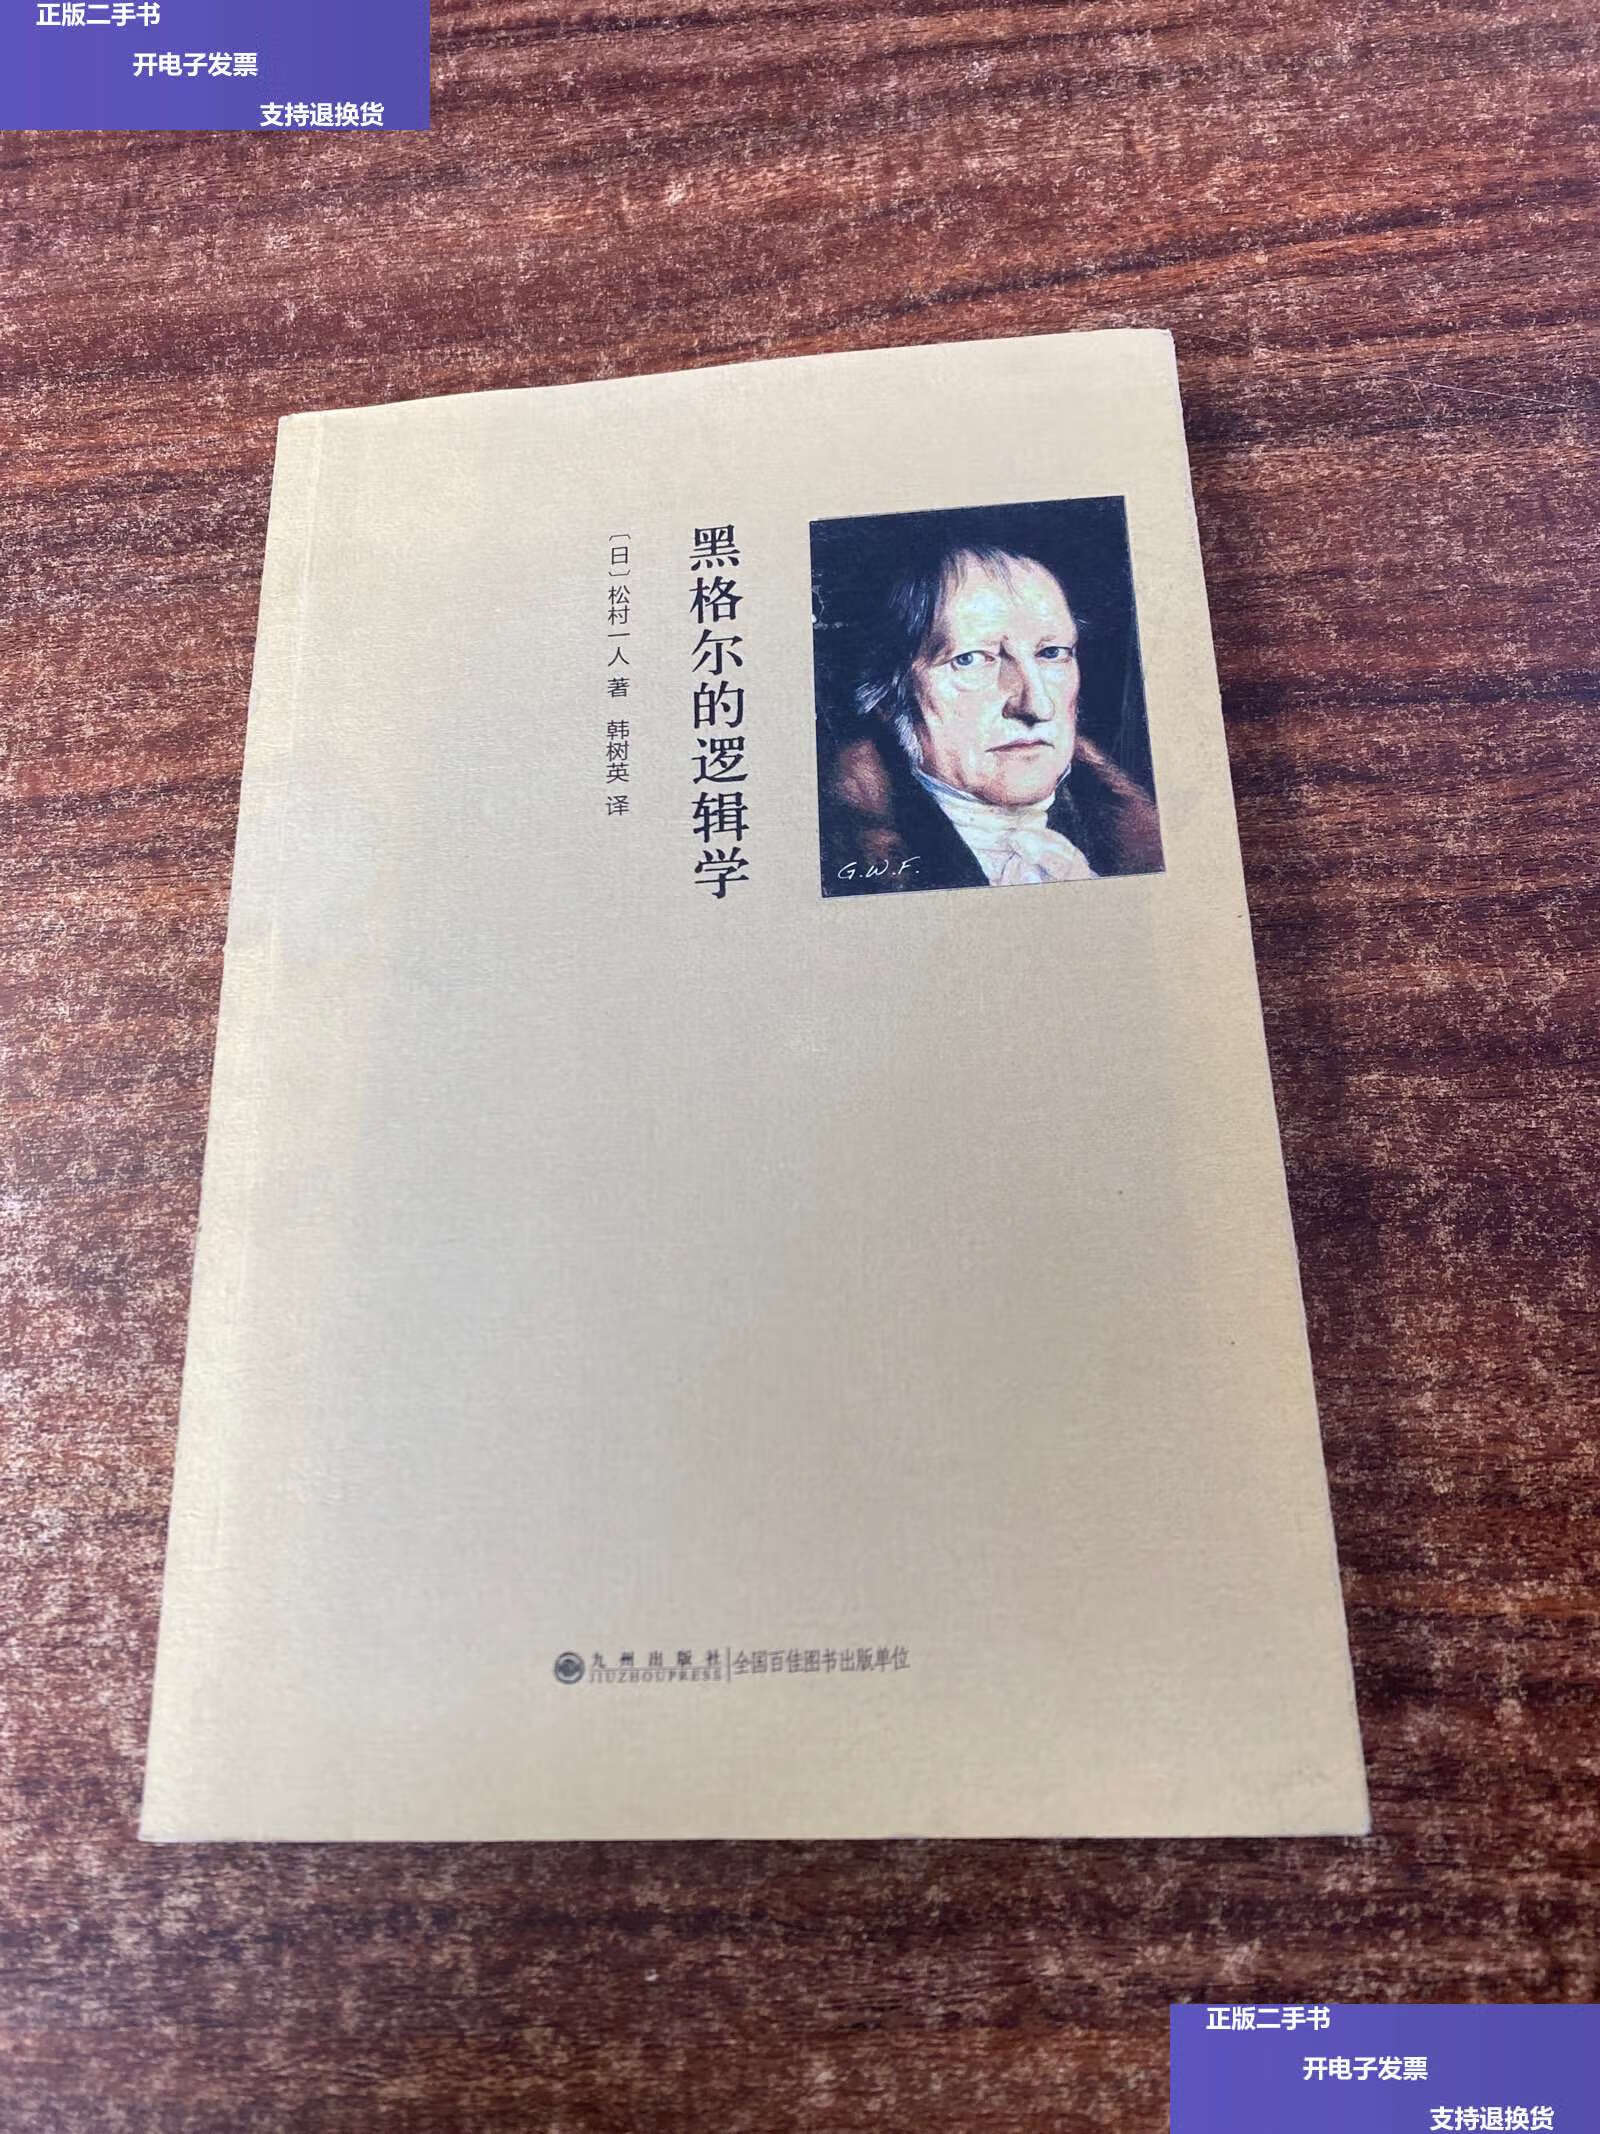 正版二手书
开电子发票
支持退换货
黑格尔的逻辑学
〔日〕松村一人 著 韩树英 译
G.W.F.
九州出版社
JIUZHOUPRESS
全国百佳图书出版单位
正版二手书
开电子发票
支持退换货